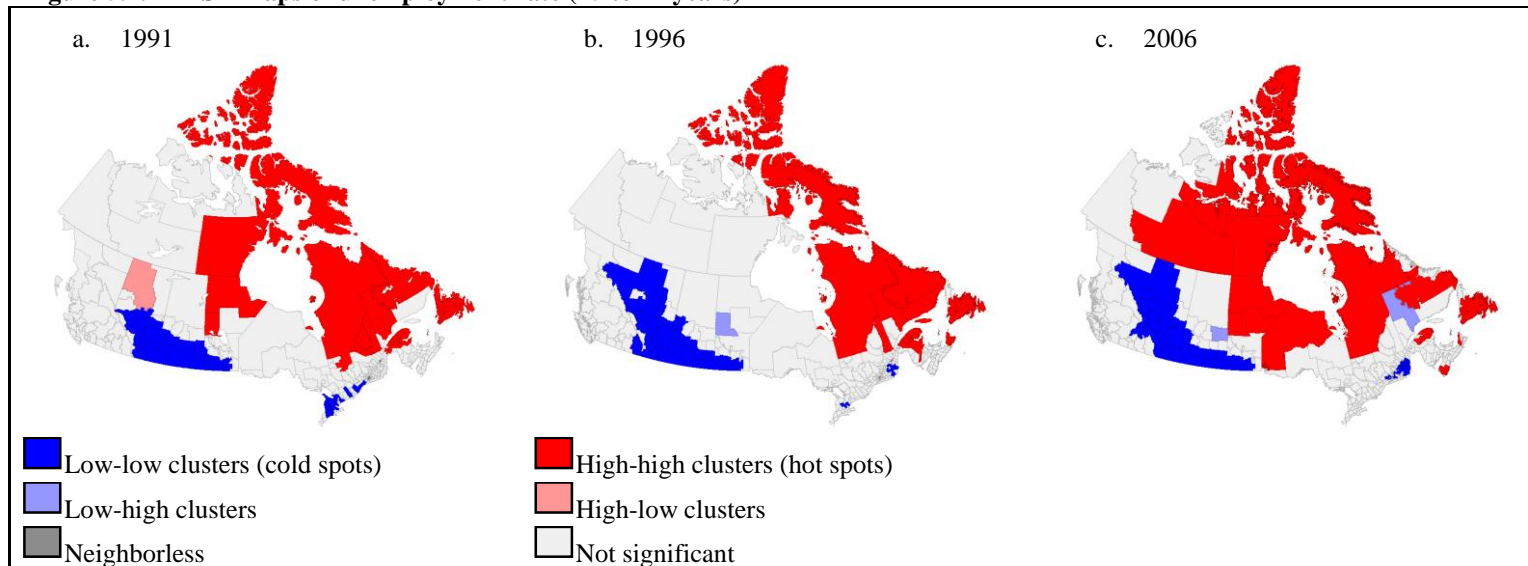 a. 1991
b. 1996
c. 2006
Low-low clusters (cold spots)
High-high clusters (hot spots)
Low-high clusters
High-low clusters
Neighborless
Not significant